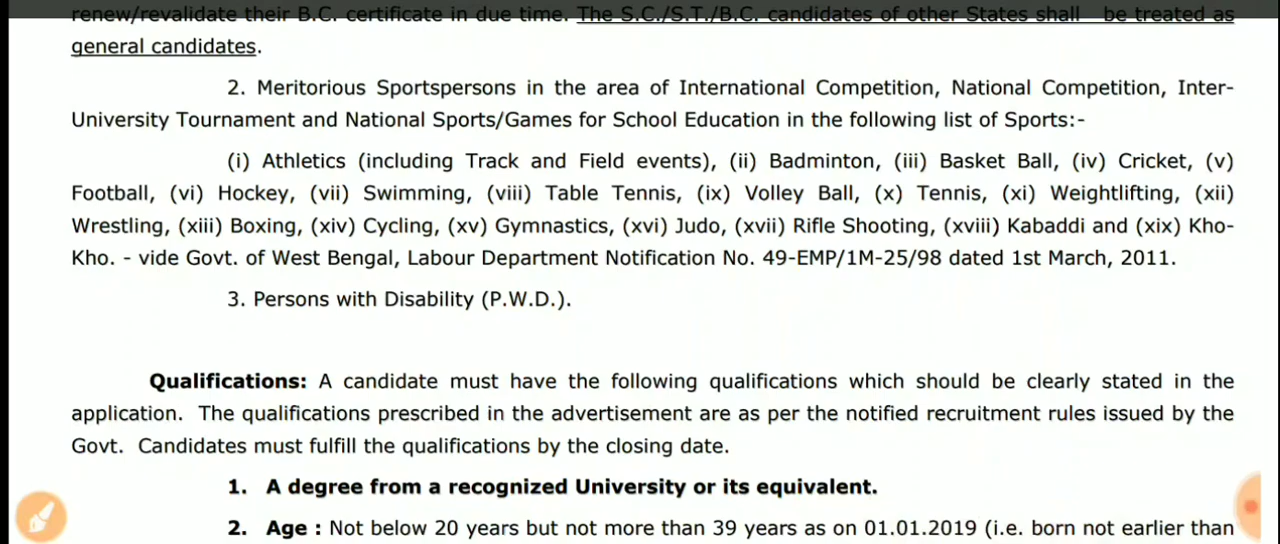 renew/revalidate their B.C. certificate in due time. The S.C./S.T./B.C. candidates of other States shall be treated as
general candidates.
2. Meritorious Sportspersons in the area of International Competition, National Competition, Inter-
University Tournament and National Sports/Games for School Education in the following list of Sports:-
(i) Athletics (including Track and Field events), (ii) Badminton, (iii) Basket Ball, (iv) Cricket, (v)
Football, (vi) Hockey, (vii) Swimming, (viii) Table Tennis, (ix) Volley Ball, (x) Tennis, (xi) Weightlifting, (xii)
Wrestling, (xiii) Boxing, (xiv) Cycling, (xv) Gymnastics, (xvi) Judo, (xvii) Rifle Shooting, (xviii) Kabaddi and (xix) Kho-
Kho. - vide Govt. of West Bengal, Labour Department Notification No. 49-EMP/1M-25/98 dated 1st March, 2011.
3. Persons with Disability (P.W.D.).
Qualifications: A candidate must have the following qualifications which should be clearly stated in the
application. The qualifications prescribed in the advertisement are as per the notified recruitment rules issued by the
Govt. Candidates must fulfill the qualifications by the closing date.
1. A degree from a recognized University or its equivalent.
2. Age : Not below 20 years but not more than 39 years as on 01.01.2019 (i.e. born not earlier than